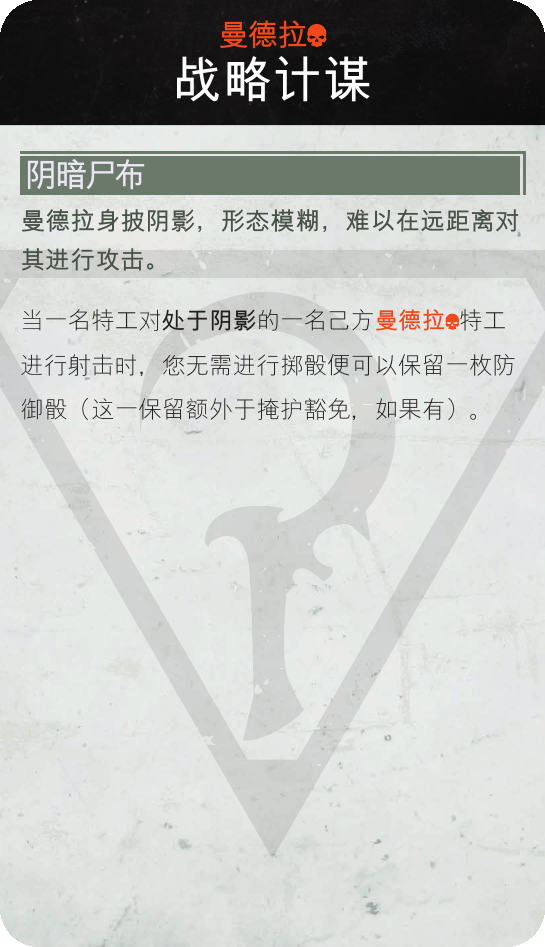 曼德拉
战略计谋
阴暗尸布
曼德拉身披阴影，形态模糊，难以在远距离对
其进行攻击。
当一名特工对处于阴影的一名己方曼德拉特工
进行射击时，您无需进行掷骰便可以保留一枚防
御骰（这一保留额外于掩护豁免，如果有）。